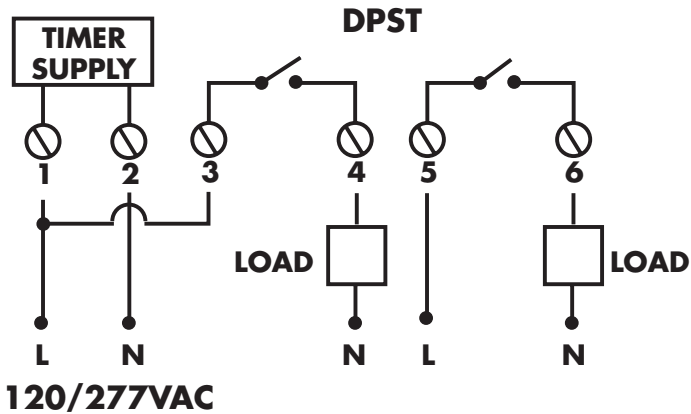 DPST
TIMER
SUPPLY
1 2 3 4 5 6
LOAD LOAD
L N N L N
120/277VAC